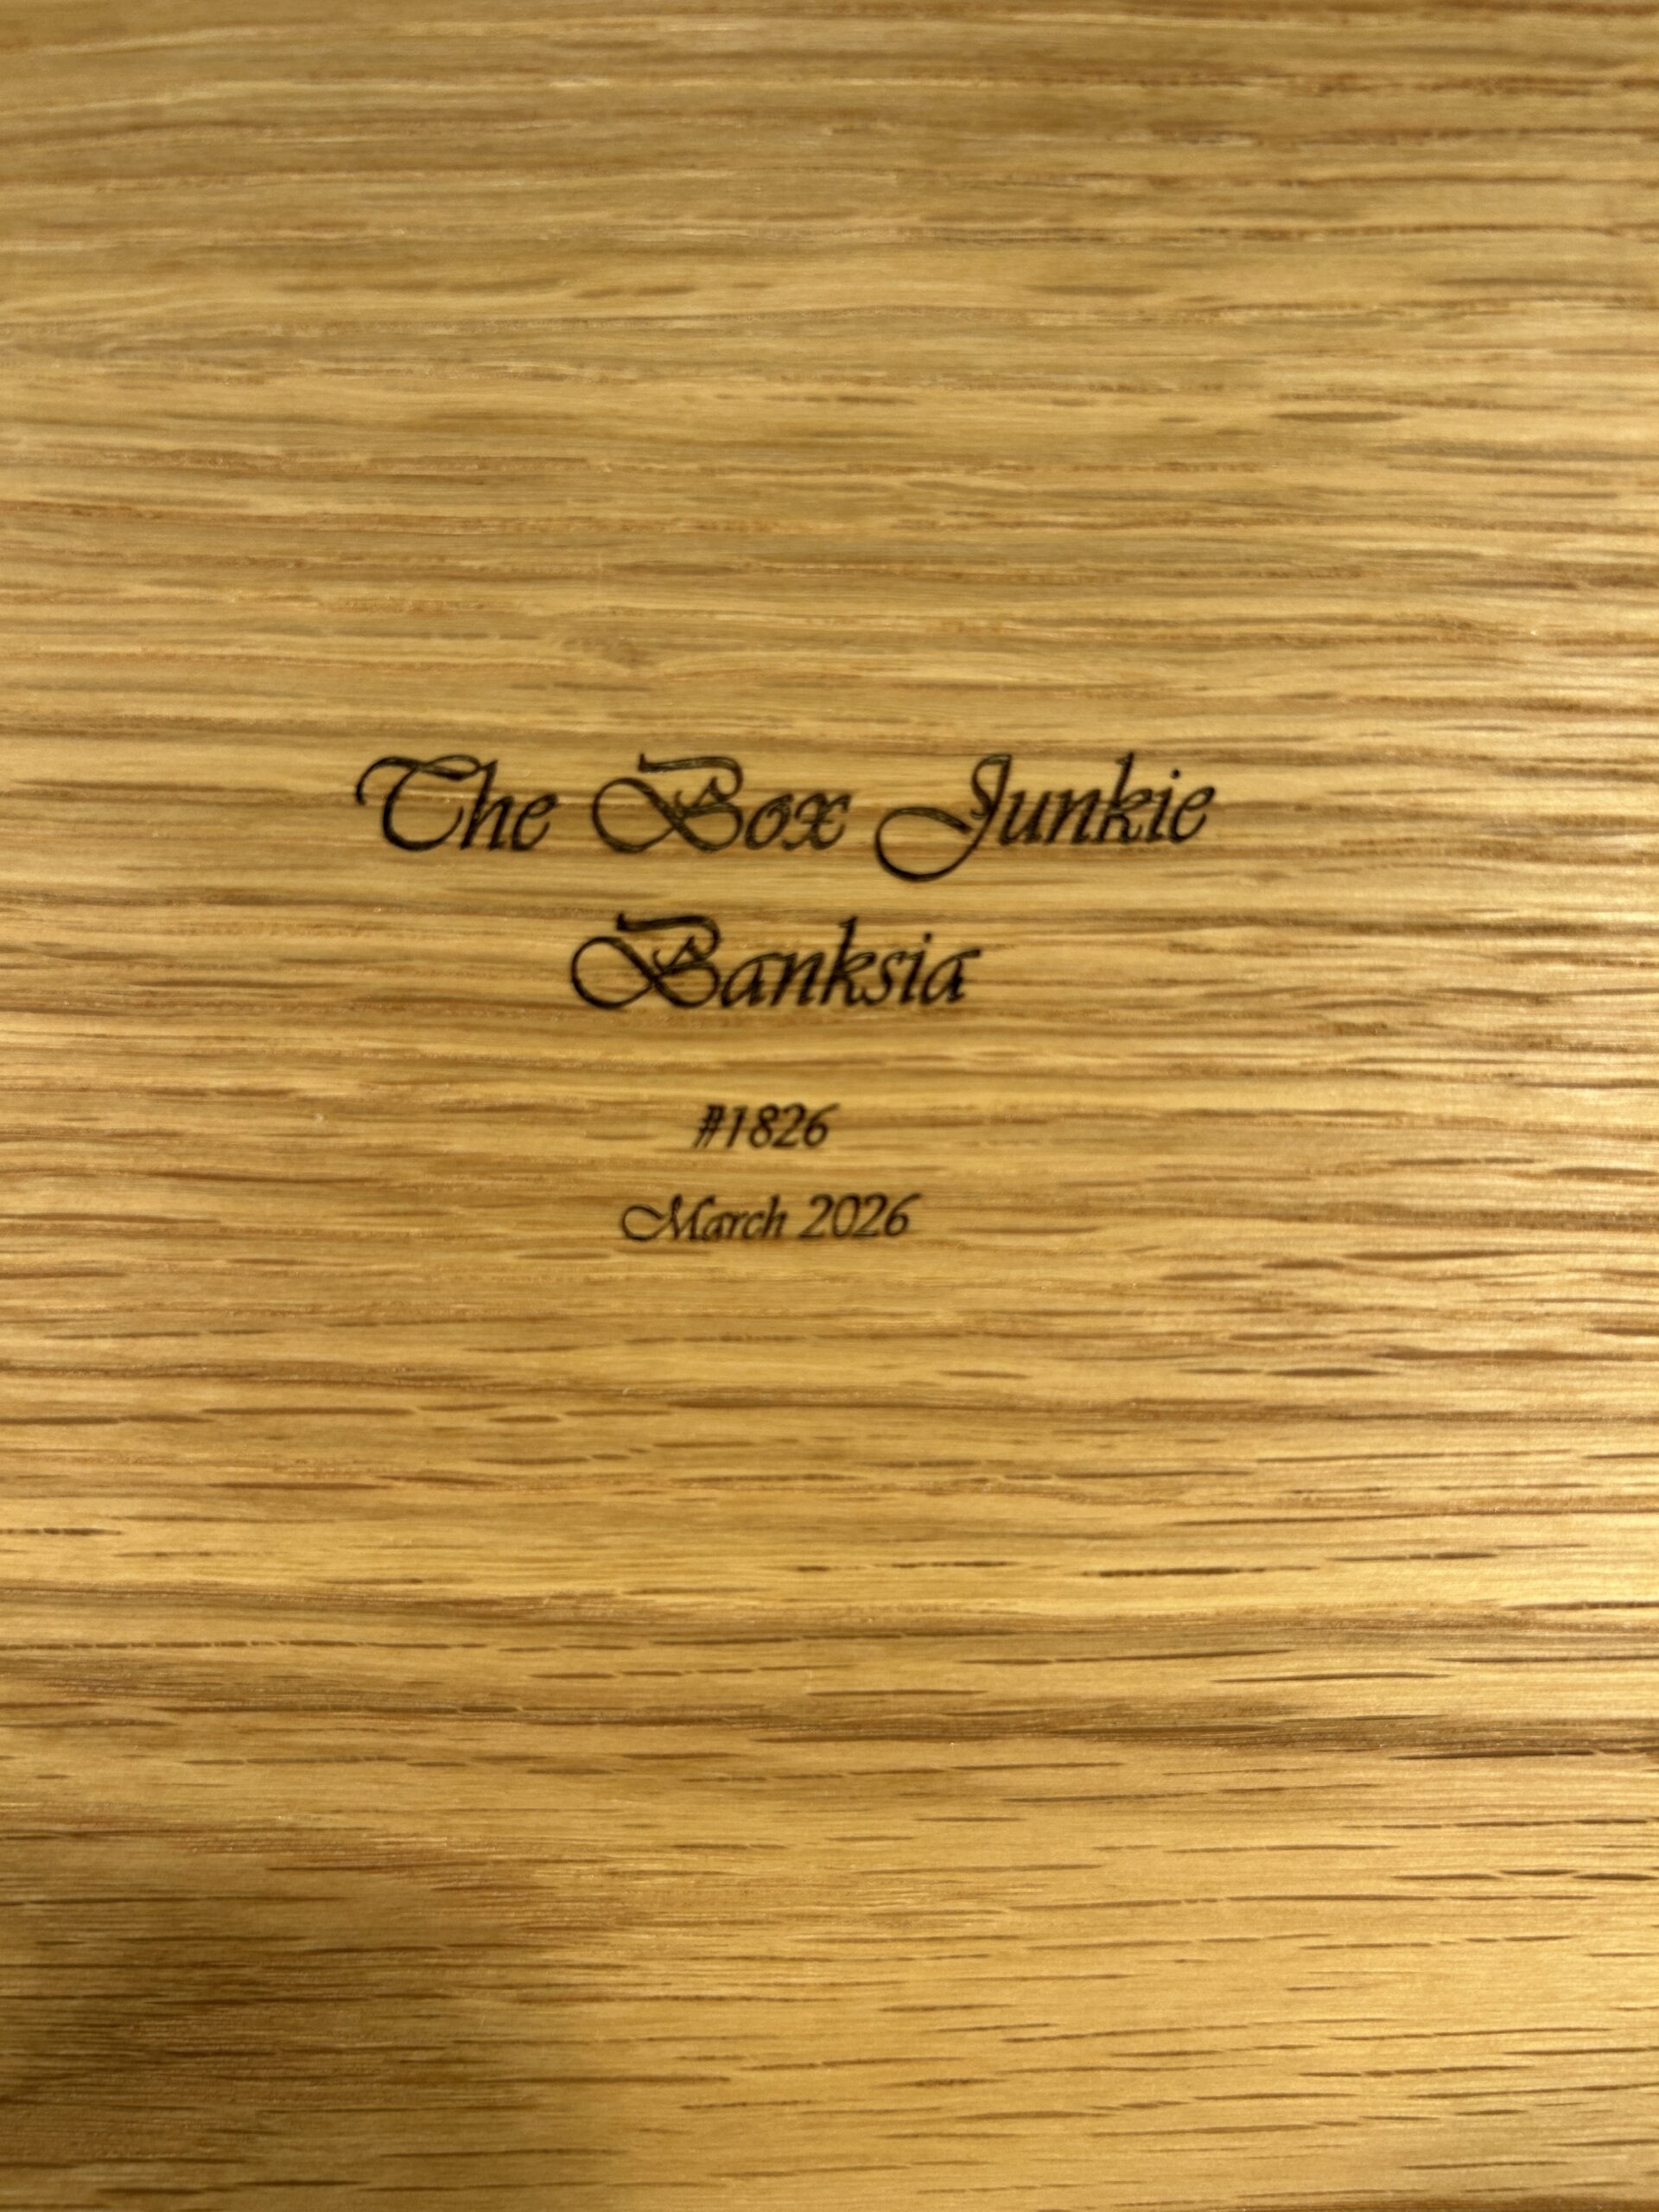 The Box Junkie
Banksia
#1826
March 2026